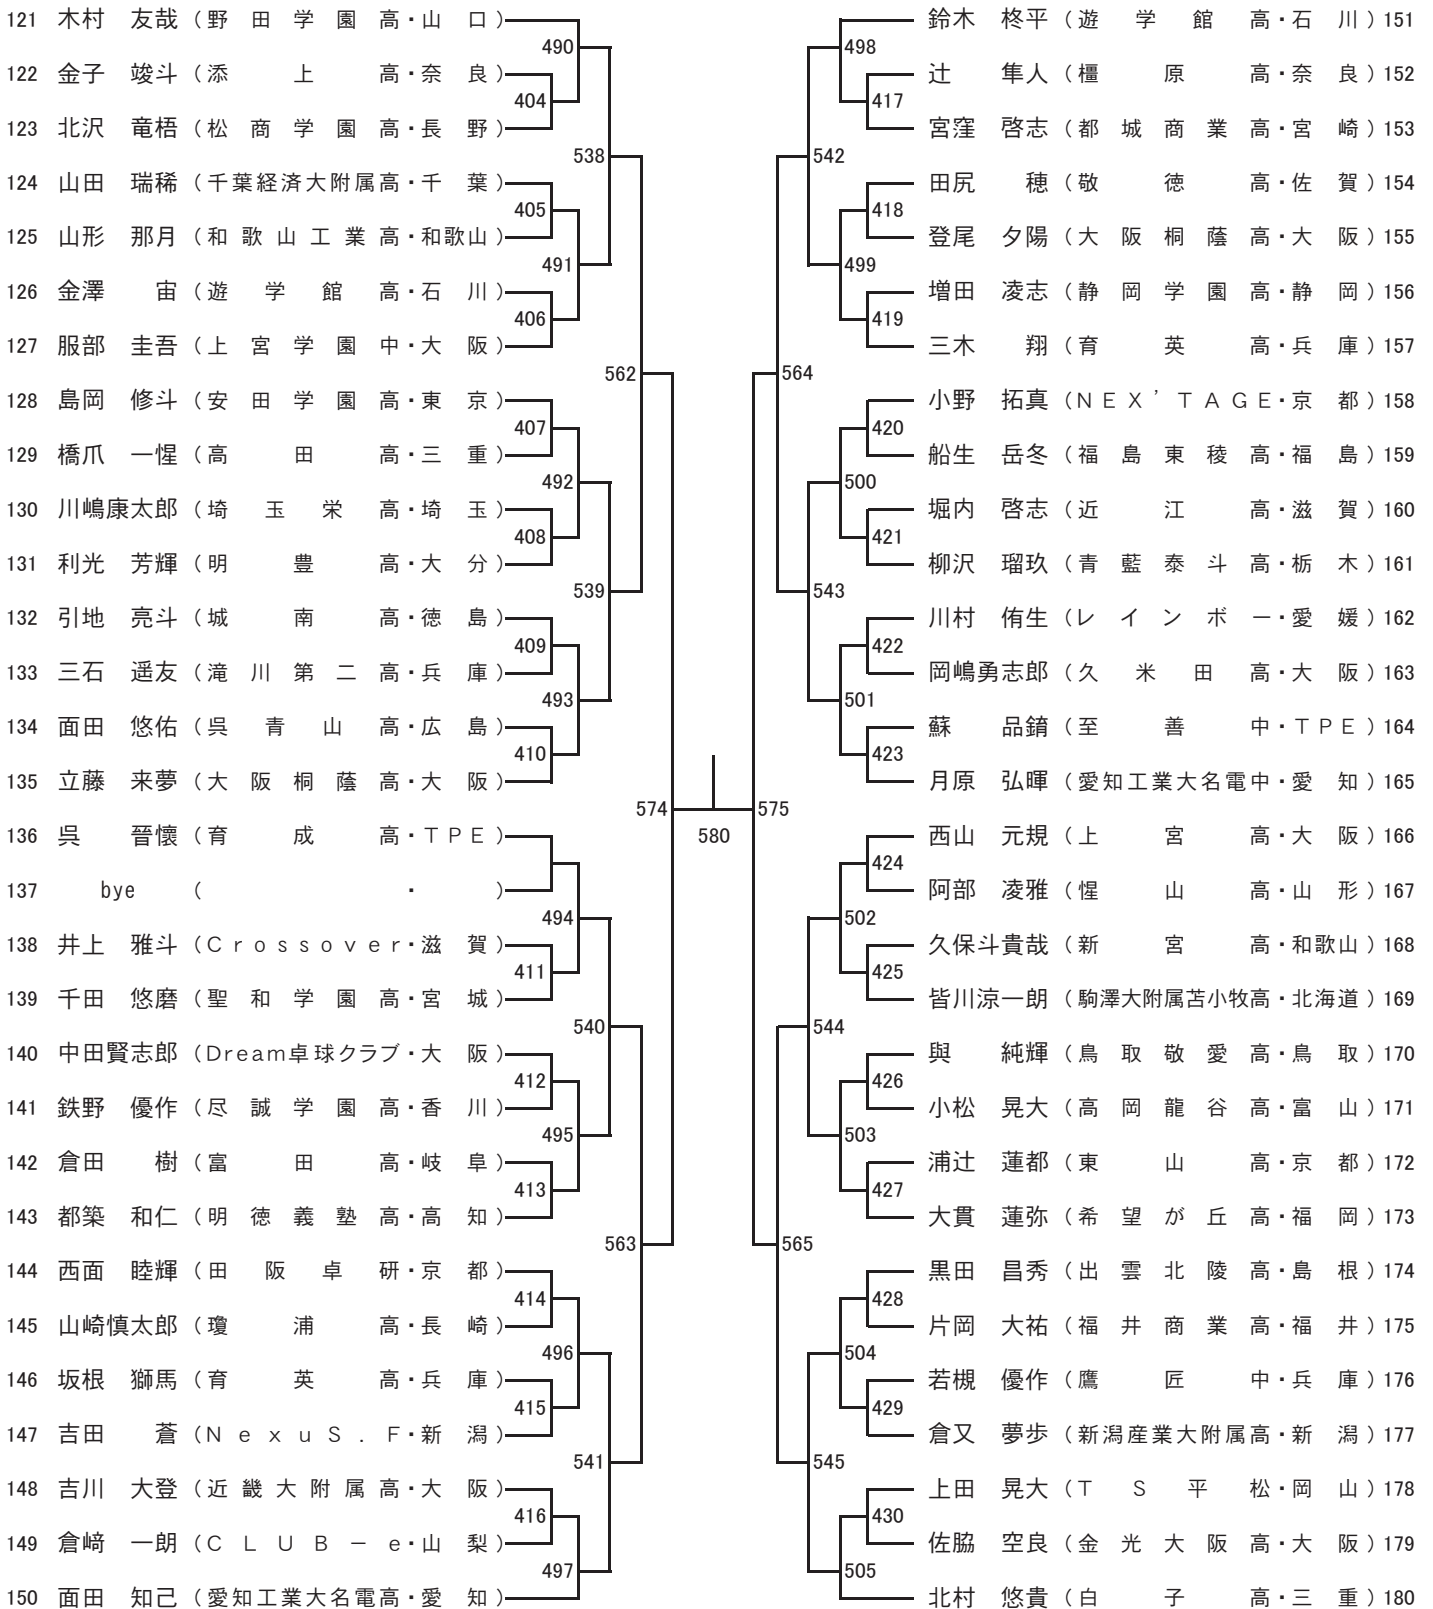 121 木村 友哉 (野田学園高・山口)
122 金子 竣斗 (添上高・奈良)
123 北沢 竜梧 (松商学園高・長野)
124 山田 瑞稀 (千葉経済大附属高・千葉)
125 山形 那月 (和歌山工業高・和歌山)
126 金澤 宙 (遊学館高・石川)
127 服部 圭吾 (上宮学園中・大阪)
128 島岡 修斗 (安田学園高・東京)
129 橋爪 一惺 (高田高・三重)
130 川嶋康太郎 (埼玉栄高・埼玉)
131 利光 芳輝 (明豊高・大分)
132 引地 亮斗 (城南高・徳島)
133 三石 遥友 (滝川第二高・兵庫)
134 面田 悠佑 (呉青山高・広島)
135 立藤 来夢 (大阪桐蔭高・大阪)
136 呉 晉懷 (育成高・TPE)
137 bye ( ・ )
138 井上 雅斗 (Crossover・滋賀)
139 千田 悠磨 (聖和学園高・宮城)
140 中田賢志郎 (Dream卓球クラブ・大阪)
141 鉄野 優作 (尽誠学園高・香川)
142 倉田 樹 (富田高・岐阜)
143 都築 和仁 (明徳義塾高・高知)
144 西面 睦輝 (田阪卓研・京都)
145 山崎慎太郎 (瓊浦高・長崎)
146 坂根 獅馬 (育英高・兵庫)
147 吉田 蒼 (NexuS.F・新潟)
148 吉川 大登 (近畿大附属高・大阪)
149 倉﨑 一朗 (CLUB-e・山梨)
150 面田 知己 (愛知工業大名電高・愛知)
490
404
538
405
491
406
562
407
492
408
539
409
493
410
574
494
411
540
412
495
413
563
414
496
415
541
416
497
580
498
417
542
418
499
419
564
420
500
421
543
422
501
423
575
424
502
425
544
426
503
427
565
428
504
429
545
430
505
鈴木 柊平 (遊学館高・石川) 151
辻 隼人 (橿原高・奈良) 152
宮窪 啓志 (都城商業高・宮崎) 153
田尻 穂 (敬徳高・佐賀) 154
登尾 夕陽 (大阪桐蔭高・大阪) 155
増田 凌志 (静岡学園高・静岡) 156
三木 翔 (育英高・兵庫) 157
小野 拓真 (NEX'TAGE・京都) 158
船生 岳冬 (福島東稜高・福島) 159
堀内 啓志 (近江高・滋賀) 160
柳沢 瑠玖 (青藍泰斗高・栃木) 161
川村 侑生 (レインボー・愛媛) 162
岡嶋勇志郎 (久米田高・大阪) 163
蘇 品錥 (至善中・TPE) 164
月原 弘暉 (愛知工業大名電中・愛知) 165
西山 元規 (上宮高・大阪) 166
阿部 凌雅 (惺山高・山形) 167
久保斗貴哉 (新宮高・和歌山) 168
皆川涼一朗 (駒澤大附属苫小牧高・北海道) 169
與 純輝 (鳥取敬愛高・鳥取) 170
小松 晃大 (高岡龍谷高・富山) 171
浦辻 蓮都 (東山高・京都) 172
大貫 蓮弥 (希望が丘高・福岡) 173
黒田 昌秀 (出雲北陵高・島根) 174
片岡 大祐 (福井商業高・福井) 175
若槻 優作 (鷹匠中・兵庫) 176
倉又 夢歩 (新潟産業大附属高・新潟) 177
上田 晃大 (TS平松・岡山) 178
佐脇 空良 (金光大阪高・大阪) 179
北村 悠貴 (白子高・三重) 180